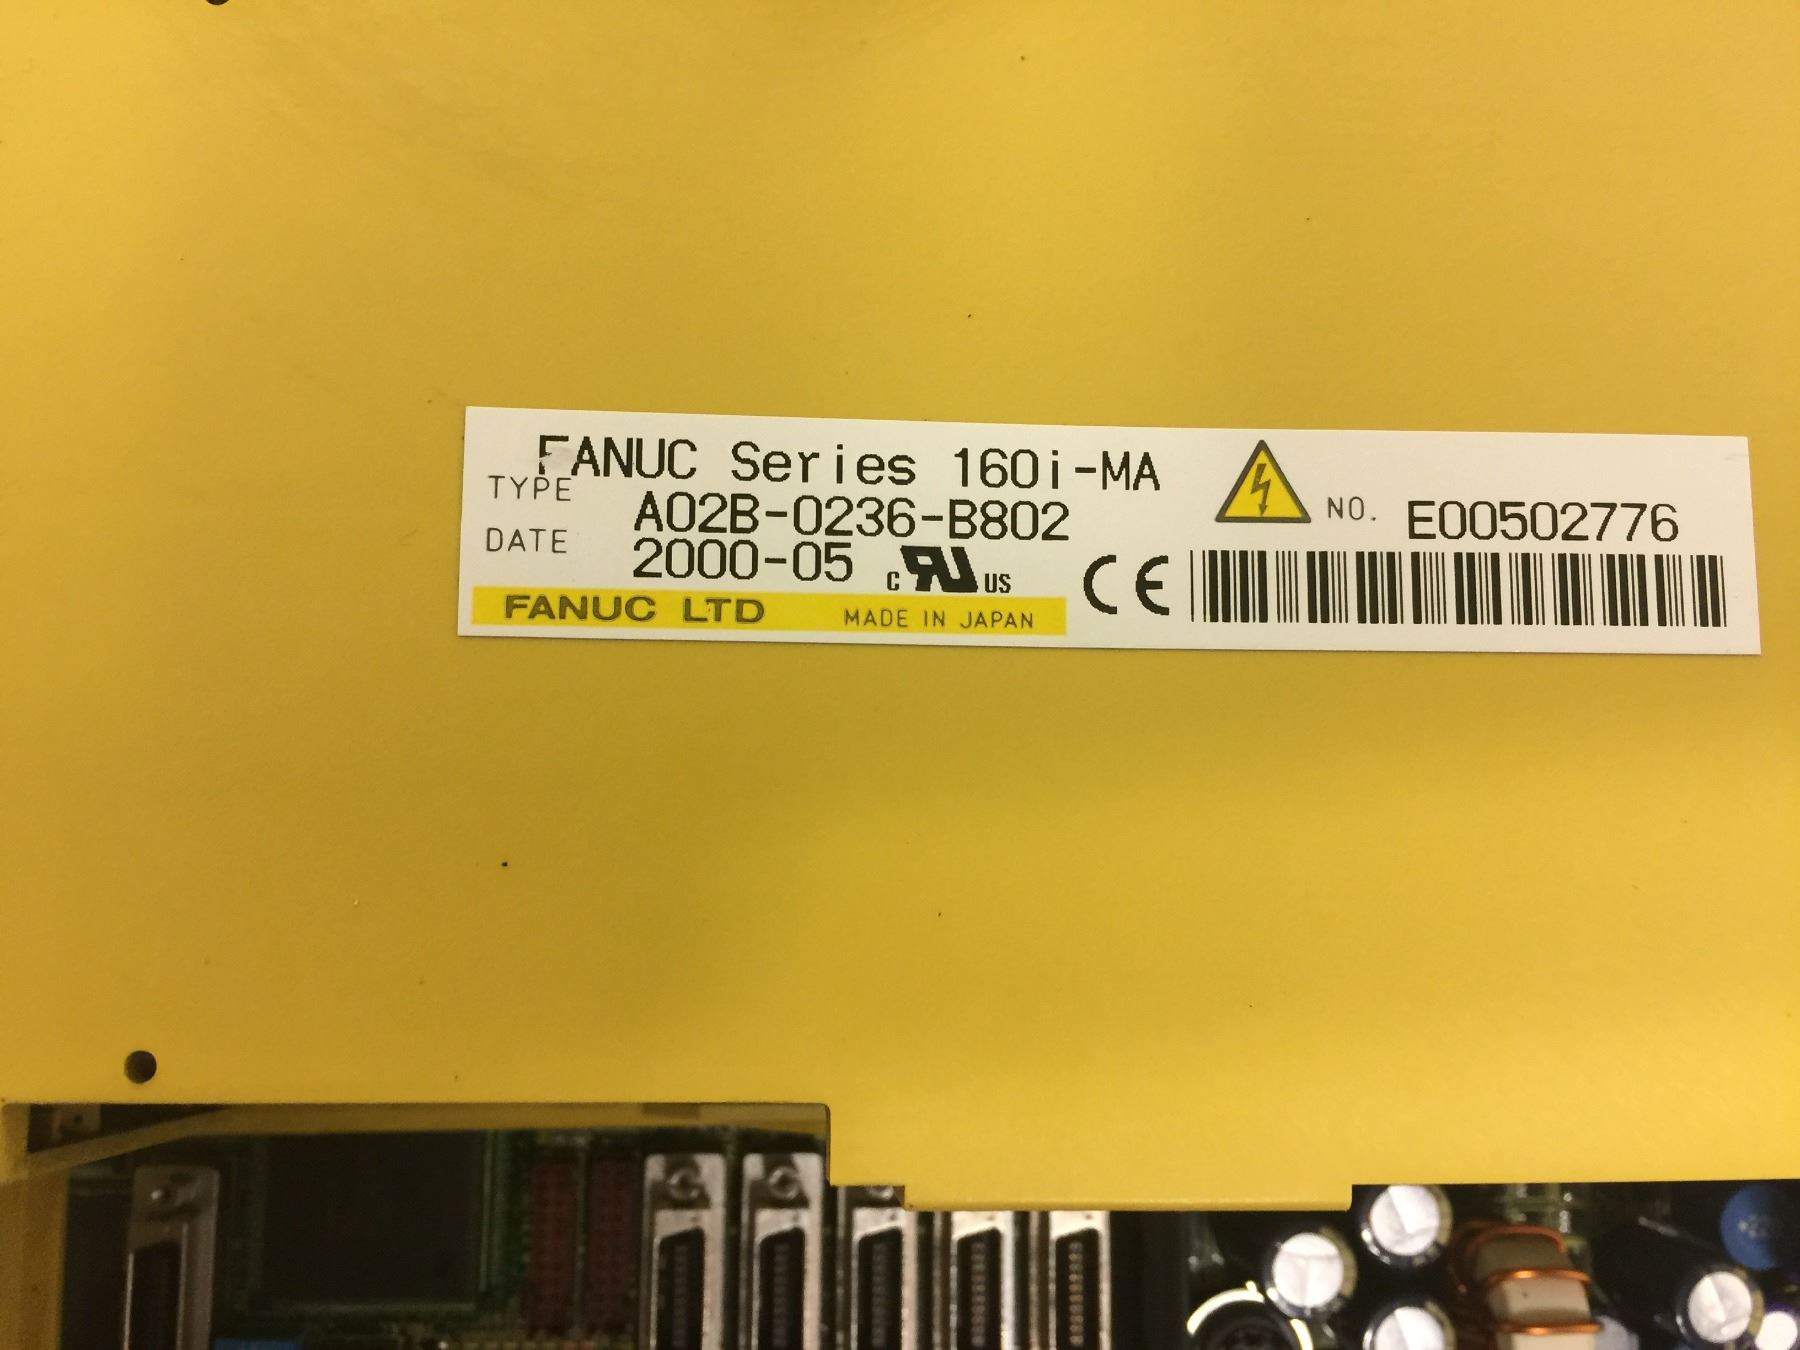 FANUC Series 160i-MA
TYPE A02B-0236-B802
DATE 2000-05
c RU US
FANUC LTD MADE IN JAPAN
CE
NO. E00502776